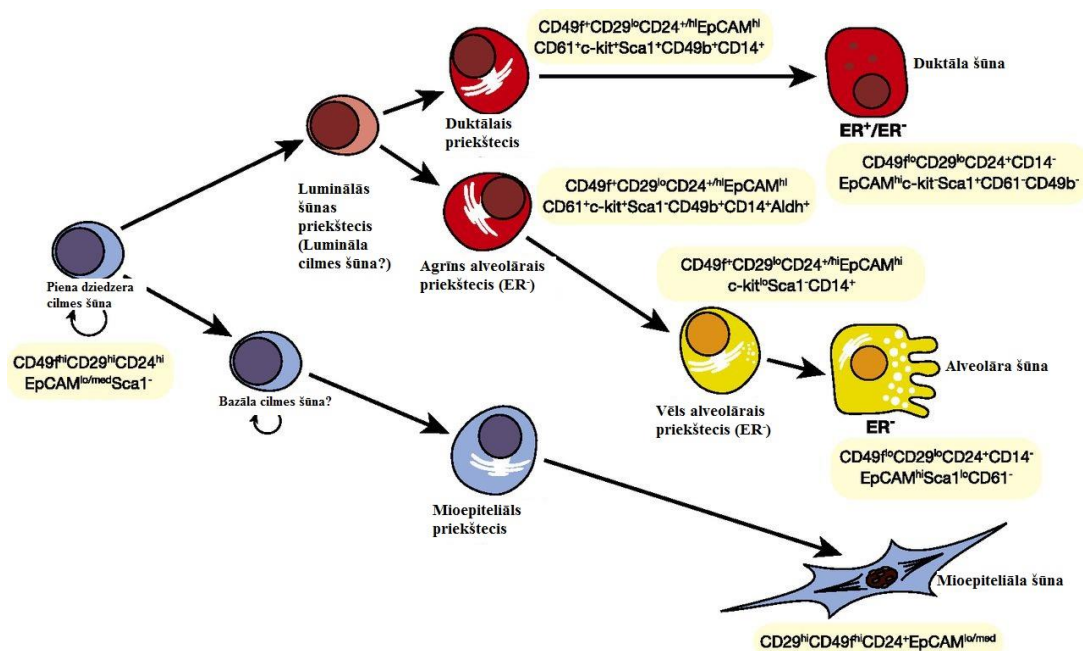 CD49f⁺CD29ˡᵒCD24⁺/ʰⁱEpCAMʰⁱ
CD61⁺c-kit⁺Sca1⁺CD49b⁺CD14⁺
Duktāla šūna
ER⁺/ER⁻
Duktālais
priekštecis
CD49fˡᵒCD29ˡᵒCD24⁺CD14⁻
EpCAMʰⁱc-kit⁻Sca1⁺CD61⁻CD49b⁻
Luminālās
šūnas
priekštecis
(Lumināla
cilmes šūna?)
CD49f⁺CD29ˡᵒCD24⁺/ʰⁱEpCAMʰⁱ
CD61⁺c-kit⁺Sca1⁻CD49b⁺CD14⁺Aldh⁺
Agrīns alveolārais
priekštecis (ER⁻)
CD49f⁺CD29ˡᵒCD24⁺/ʰⁱEpCAMʰⁱ
c-kitˡᵒSca1⁻CD14⁺
Piena dziedzera
cilmes šūna
CD49fʰⁱCD29ʰⁱCD24ʰⁱ
EpCAMˡᵒ/ᵐᵉᵈSca1⁻
Bazāla cilmes šūna?
Alveolāra šūna
Vēls alveolārais
priekštecis (ER⁻)
ER⁻
CD49fˡᵒCD29ˡᵒCD24⁺CD14⁻
EpCAMʰⁱSca1ˡᵒCD61⁻
Mioepiteliāls
priekštecis
Mioepiteliāla šūna
CD29ʰⁱCD49fʰⁱCD24⁺EpCAMˡᵒ/ᵐᵉᵈ